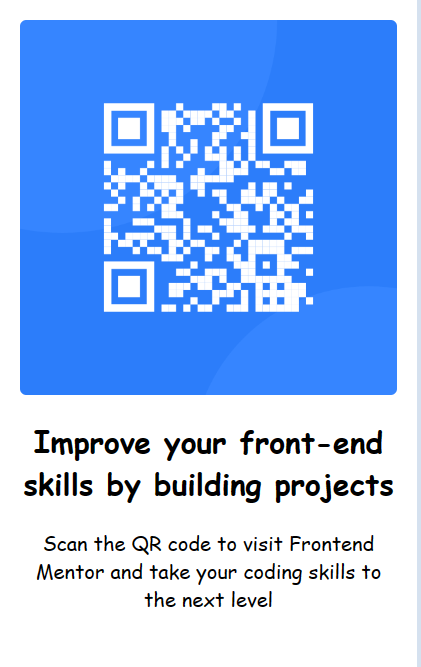 Improve your front-end
skills by building projects
Scan the QR code to visit Frontend
Mentor and take your coding skills to
the next level